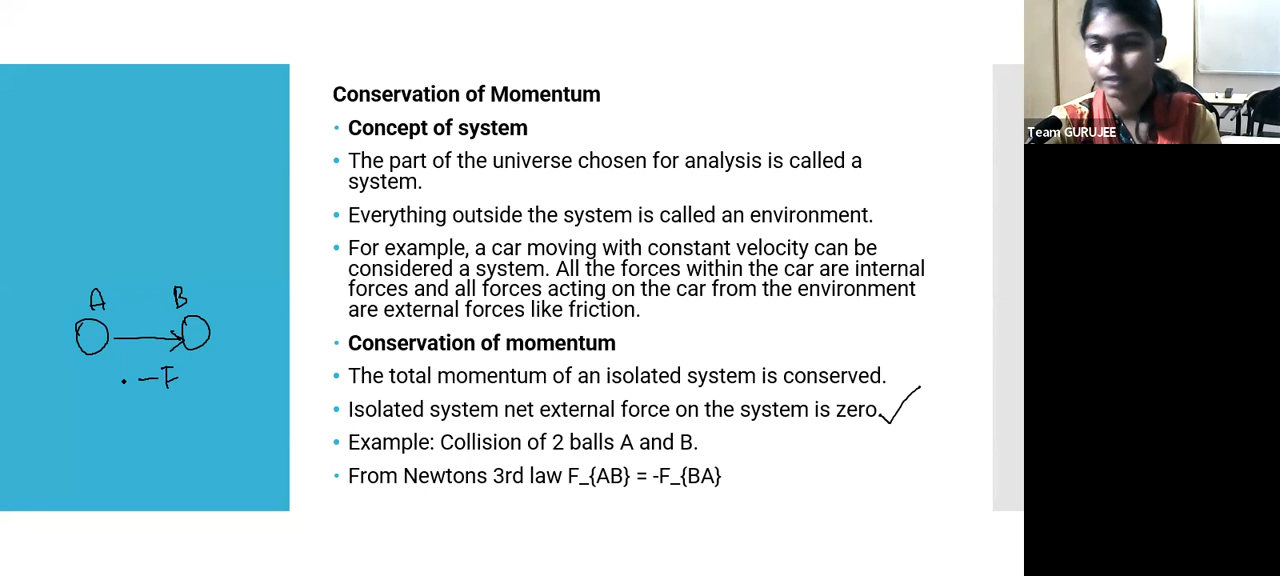 Conservation of Momentum
• Concept of system
• The part of the universe chosen for analysis is called a
system.
• Everything outside the system is called an environment.
• For example, a car moving with constant velocity can be
considered a system. All the forces within the car are internal
forces and all forces acting on the car from the environment
are external forces like friction.
• Conservation of momentum
• The total momentum of an isolated system is conserved.
• Isolated system net external force on the system is zero.
• Example: Collision of 2 balls A and B.
• From Newtons 3rd law F_{AB} = -F_{BA}
A B
. -F
Team GURUJEE